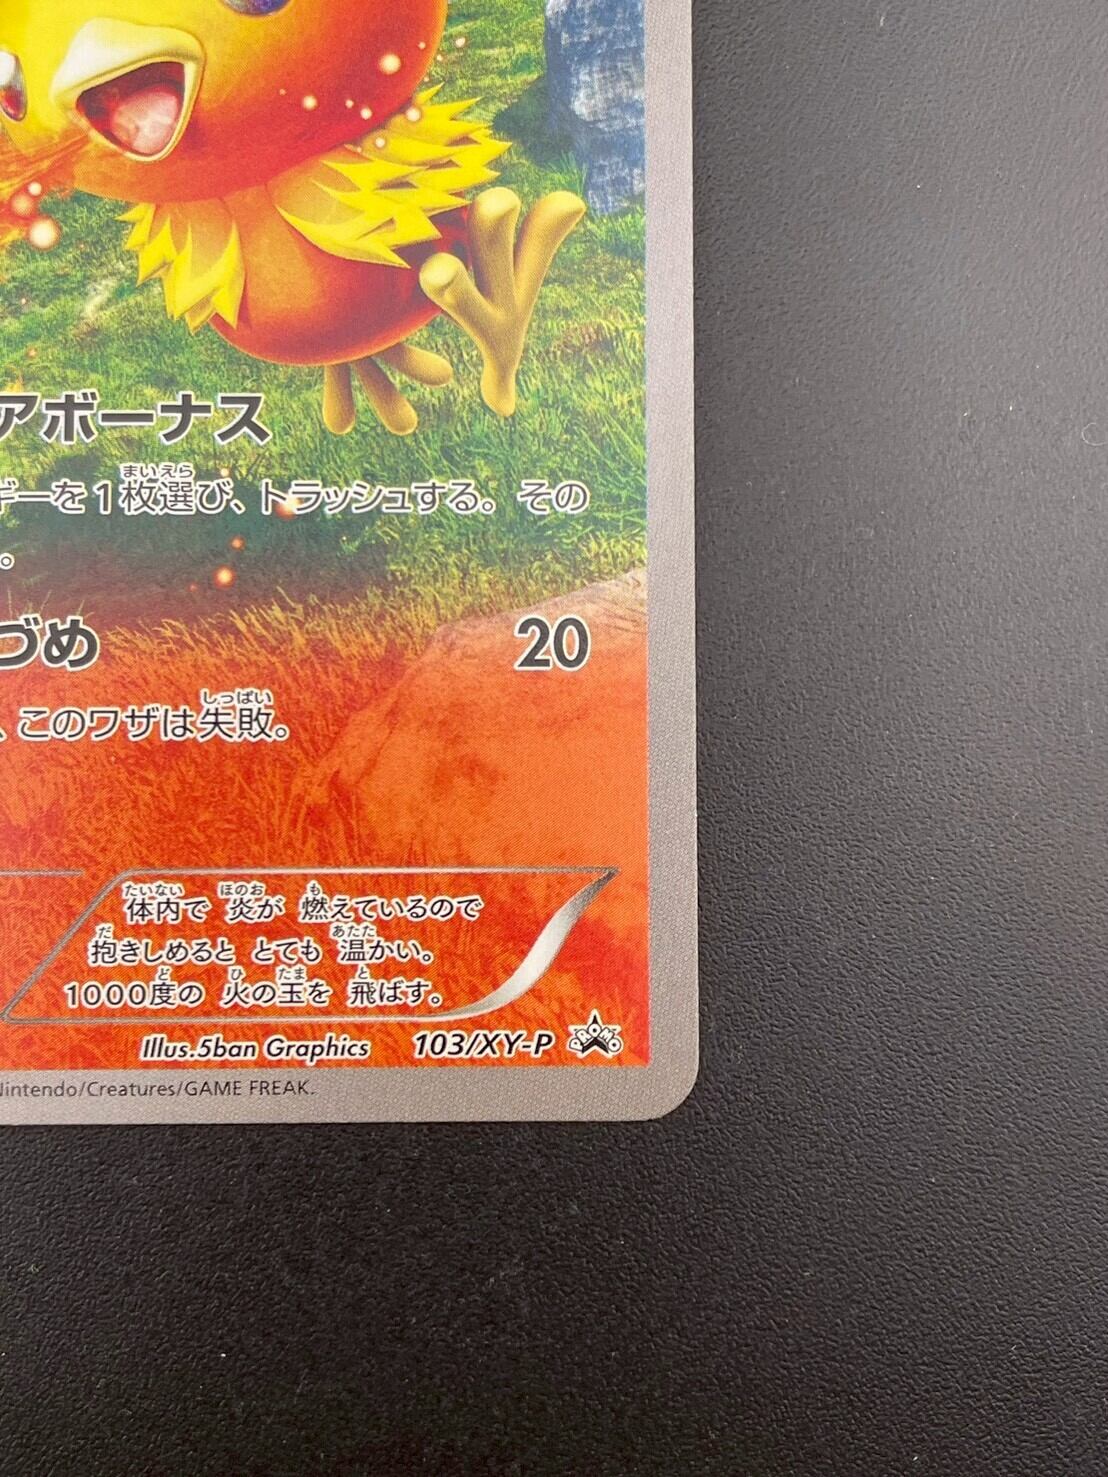 アボーナス
ギーを1枚選び、トラッシュする。その
。
づめ 20
、このワザは失敗。
体内で 炎が 燃えているので
抱きしめると とても 温かい。
1000度の 火の玉を 飛ばす。
Illus.5ban Graphics 103/XY-P PROMO
Nintendo/Creatures/GAME FREAK.